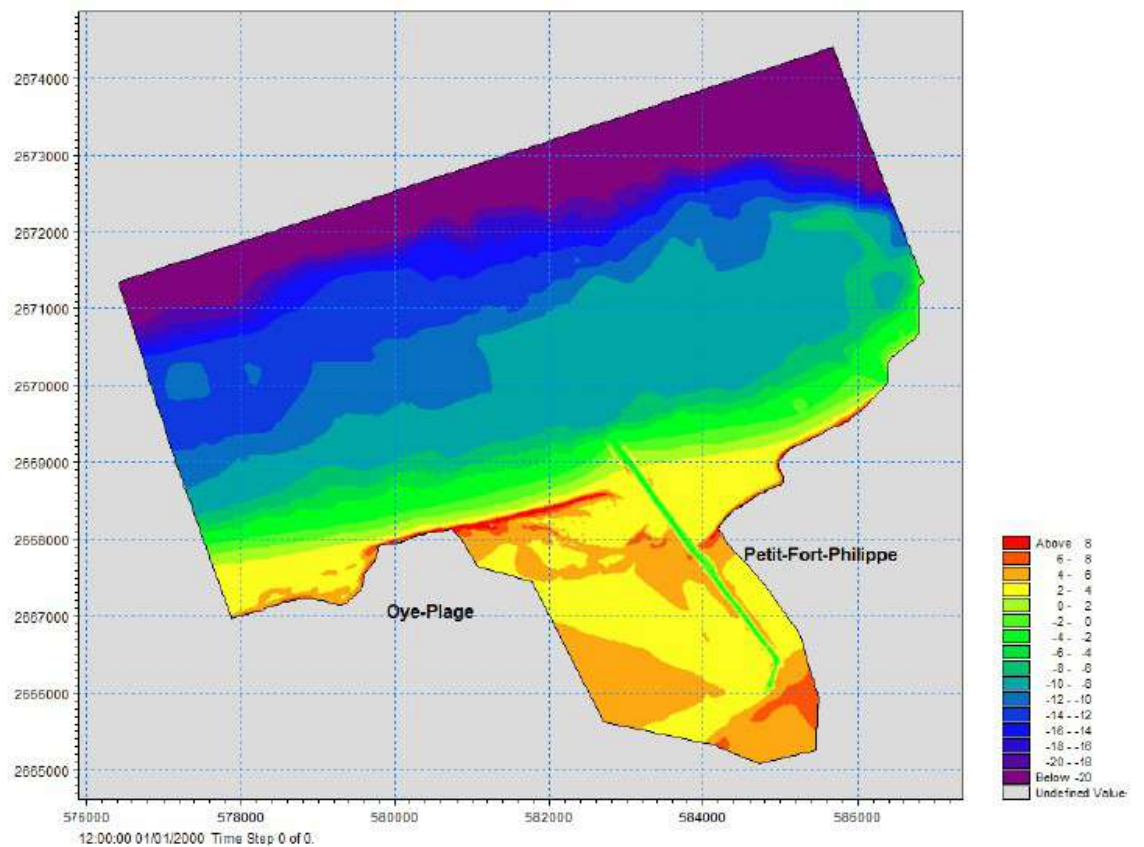 2674000
2673000
2672000
2671000
2670000
2669000
2668000
2667000
2666000
2665000
576000 578000 580000 582000 584000 586000
Petit-Fort-Philippe
Oye-Plage
Above 8
6 - 8
4 - 6
2 - 4
0 - 2
-2 - 0
-4 - -2
-6 - -4
-8 - -6
-10 - -8
-12 - -10
-14 - -12
-16 - -14
-18 - -16
-20 - -18
Below -20
Undefined Value
12:00:00 01/01/2000 Time Step 0 of 0.